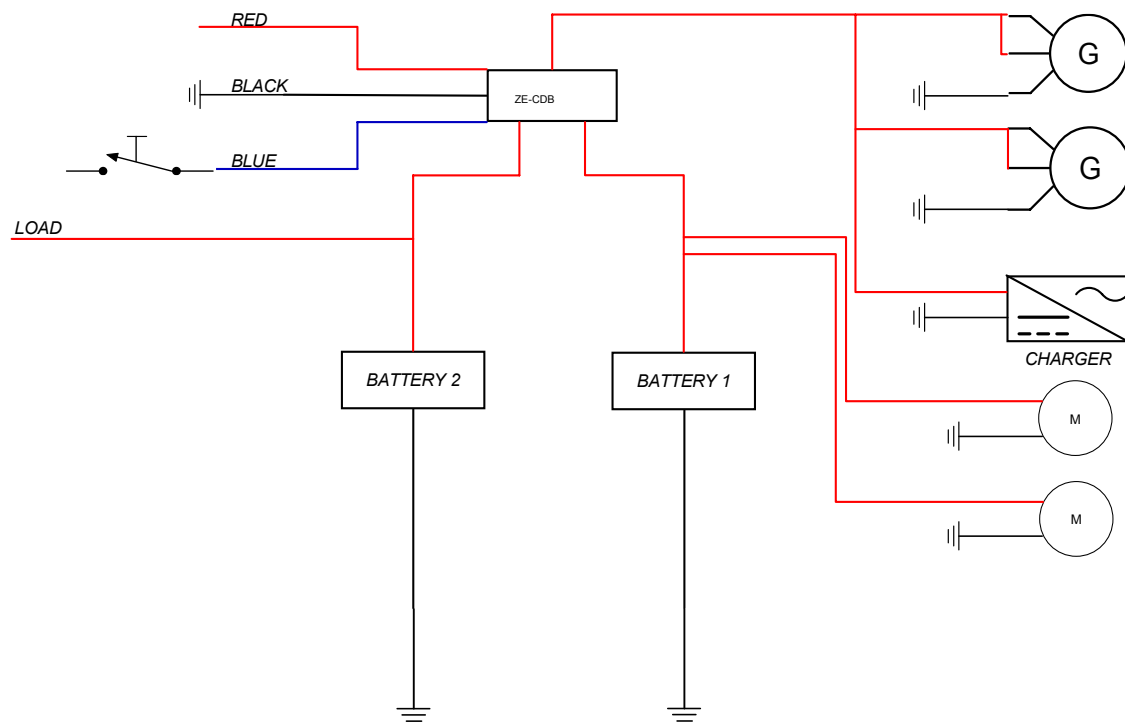 RED
BLACK
ZE-CDB
BLUE
LOAD
G
G
BATTERY 2
BATTERY 1
CHARGER
M
M